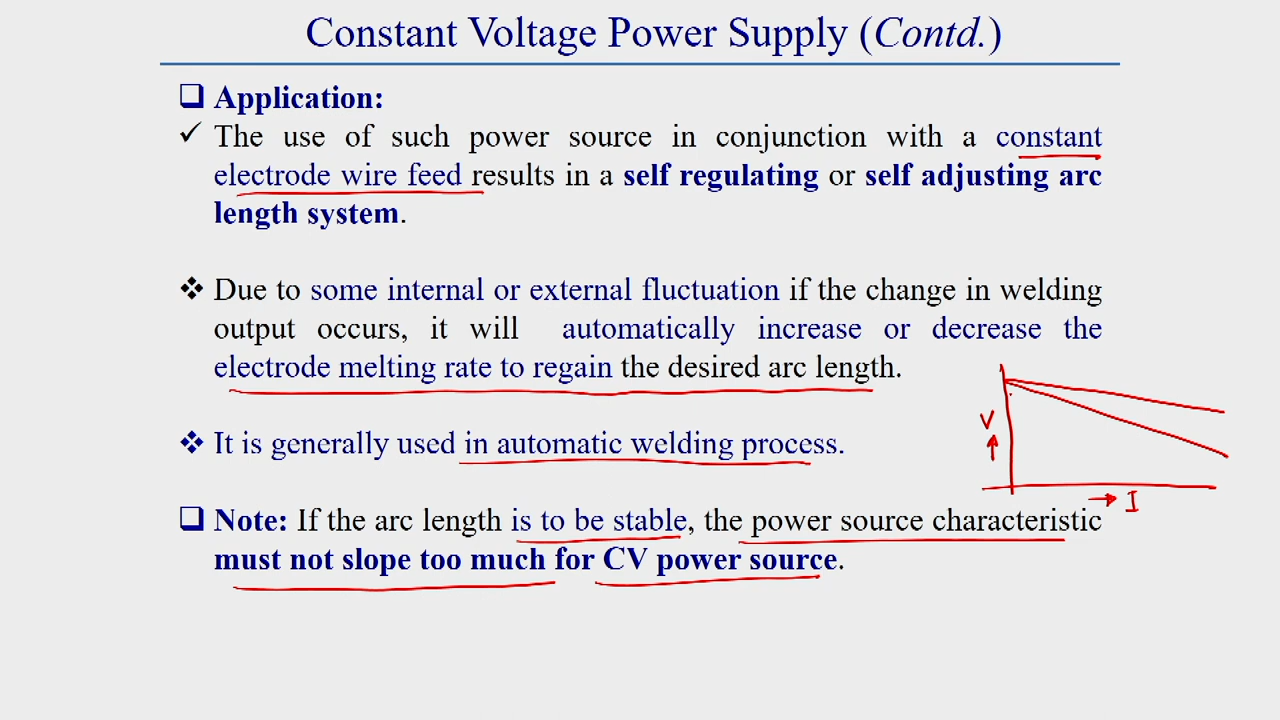 Constant Voltage Power Supply (Contd.)
❑ Application:
✓ The use of such power source in conjunction with a constant
electrode wire feed results in a self regulating or self adjusting arc
length system.
❖ Due to some internal or external fluctuation if the change in welding
output occurs, it will automatically increase or decrease the
electrode melting rate to regain the desired arc length.
❖ It is generally used in automatic welding process.
V
I
❑ Note: If the arc length is to be stable, the power source characteristic
must not slope too much for CV power source.